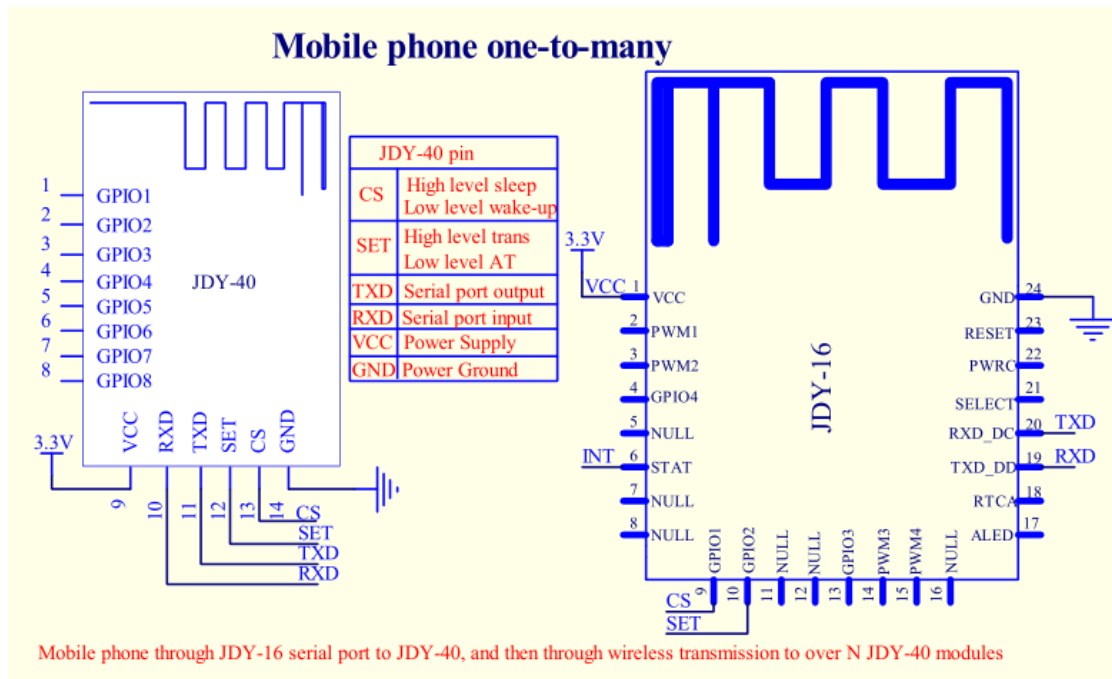 Mobile phone one-to-many
1 GPIO1
2 GPIO2
3 GPIO3
4 GPIO4
5 GPIO5
6 GPIO6
7 GPIO7
8 GPIO8
JDY-40
VCC RXD TXD SET CS GND
3.3V
9 10 11 12 13 14
CS
SET
TXD
RXD
JDY-40 pin
CS High level sleep
Low level wake-up
SET High level trans
Low level AT
TXD Serial port output
RXD Serial port input
VCC Power Supply
GND Power Ground
3.3V
VCC 1 VCC
2 PWM1
3 PWM2
4 GPIO4
5 NULL
INT 6 STAT
7 NULL
8 NULL
JDY-16
GND 24
RESET 23
PWRC 22
SELECT 21
RXD_DC 20 TXD
TXD_DD 19 RXD
RTCA 18
ALED 17
GPIO1 GPIO2 NULL NULL GPIO3 PWM3 PWM4 NULL
9 10 11 12 13 14 15 16
CS
SET
Mobile phone through JDY-16 serial port to JDY-40, and then through wireless transmission to over N JDY-40 modules